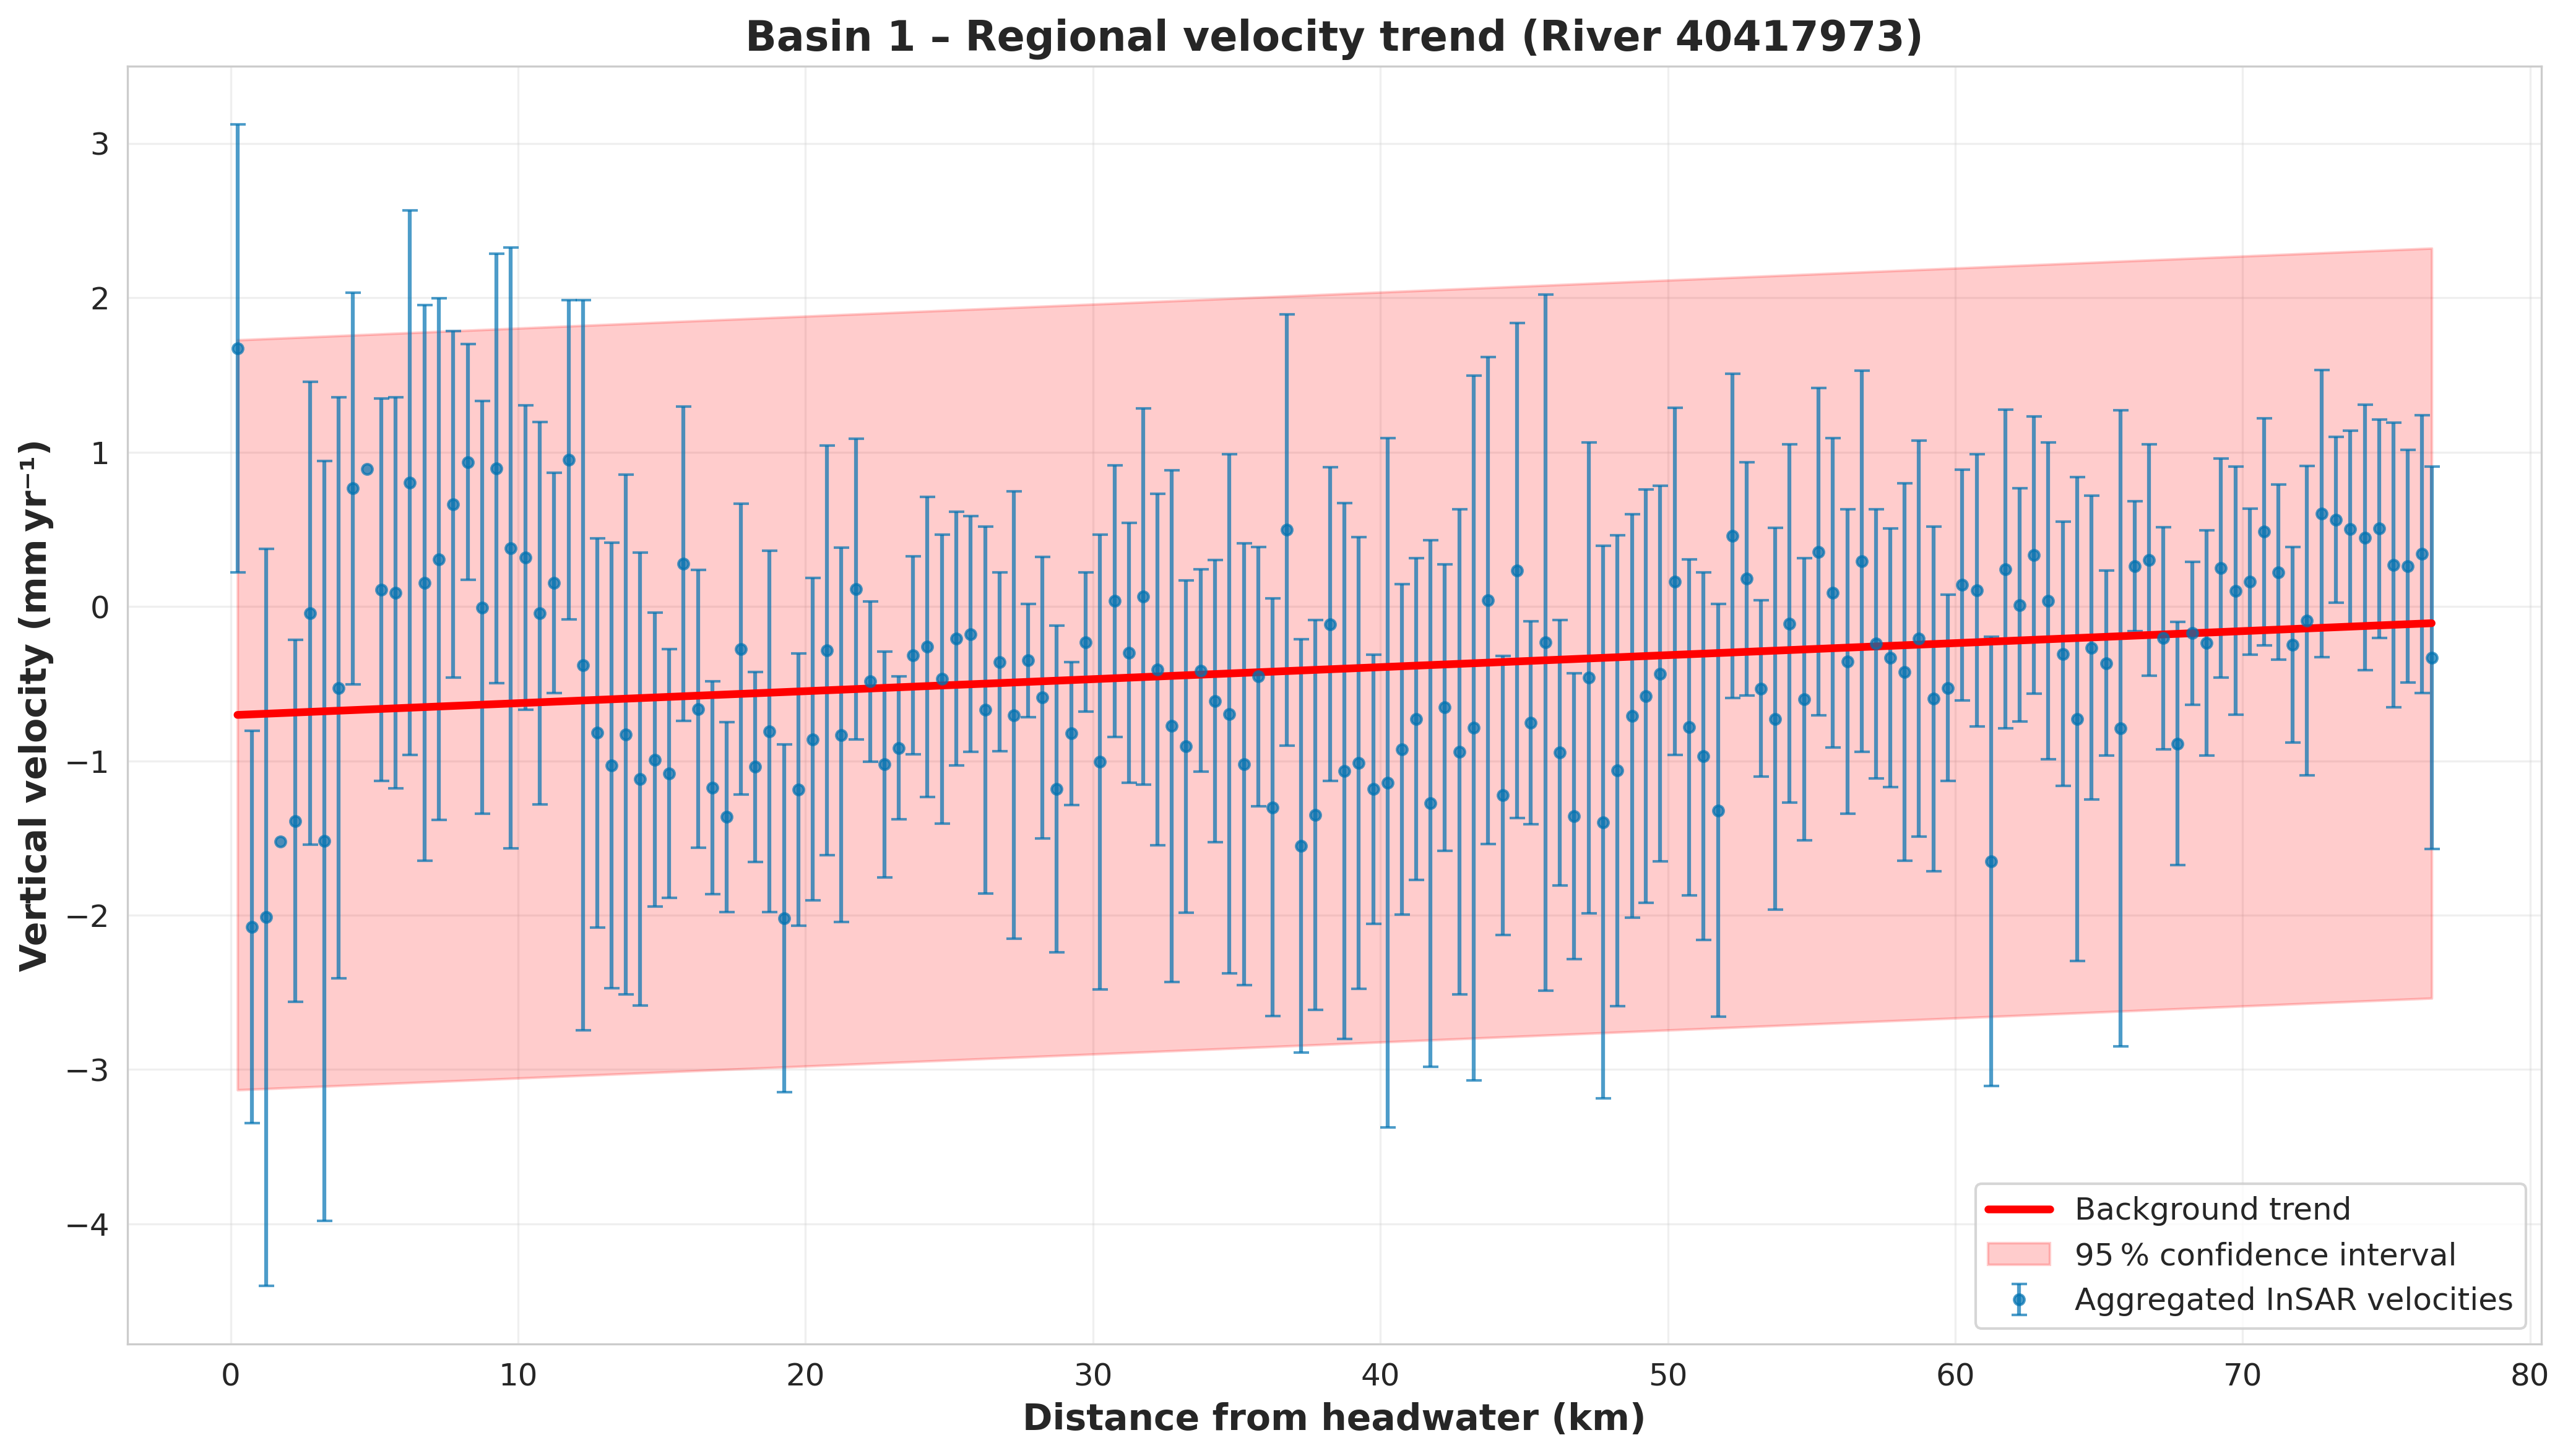 Basin 1 – Regional velocity trend (River 40417973)
Vertical velocity (mm yr⁻¹)
3
2
1
0
−1
−2
−3
−4
0 10 20 30 40 50 60 70 80
Distance from headwater (km)
Background trend
95 % confidence interval
Aggregated InSAR velocities